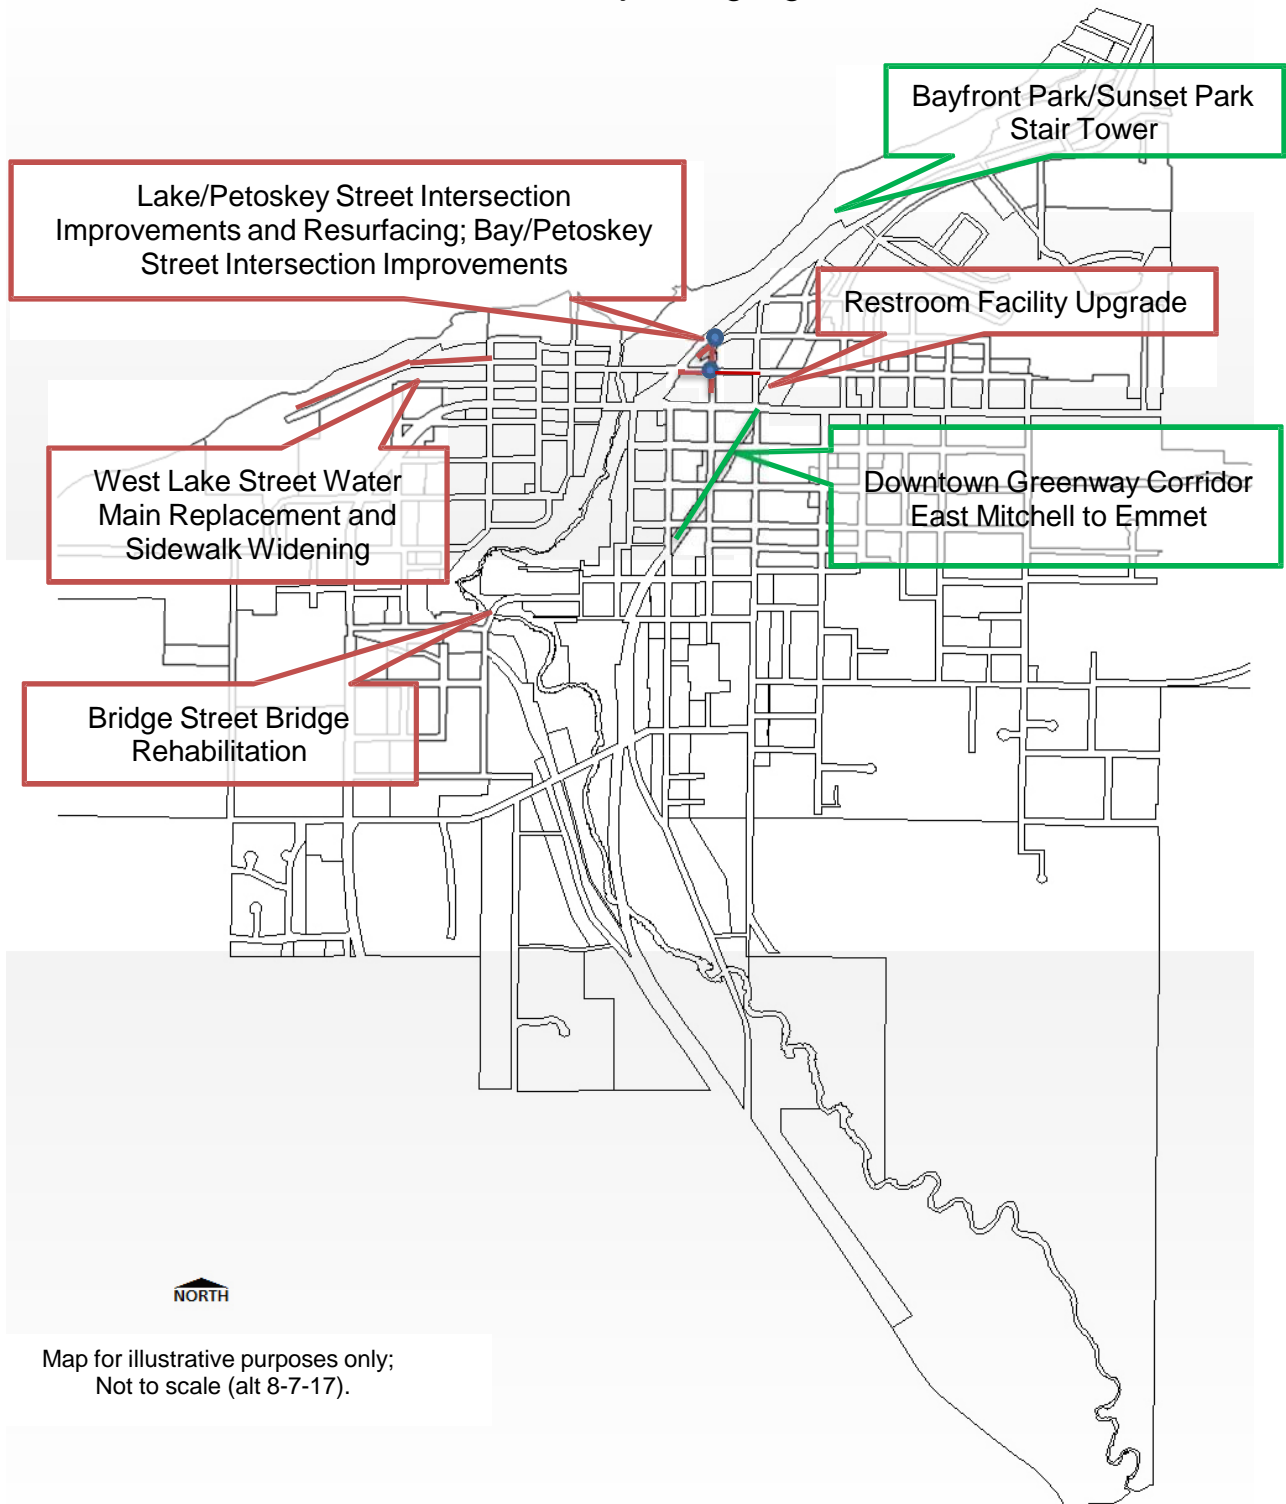 Bayfront Park/Sunset Park
Stair Tower
Lake/Petoskey Street Intersection
Improvements and Resurfacing; Bay/Petoskey
Street Intersection Improvements
Restroom Facility Upgrade
West Lake Street Water
Main Replacement and
Sidewalk Widening
Downtown Greenway Corridor
East Mitchell to Emmet
Bridge Street Bridge
Rehabilitation
NORTH
Map for illustrative purposes only;
Not to scale (alt 8-7-17).